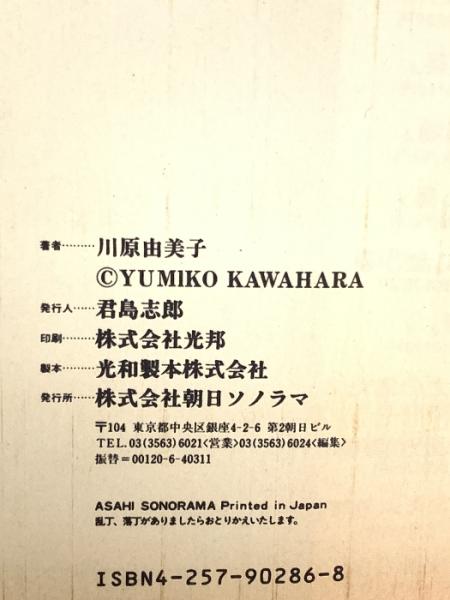 著者………川原由美子
©YUMIKO KAWAHARA
発行人……君島志郎
印刷………株式会社光邦
製本………光和製本株式会社
発行所……株式会社朝日ソノラマ
〒104 東京都中央区銀座4-2-6 第2朝日ビル
TEL.03(3563)6021<営業>03(3563)6024<編集>
振替=00120-6-40311
ASAHI SONORAMA Printed in Japan
乱丁、落丁がありましたらおとりかえいたします。
ISBN4-257-90286-8